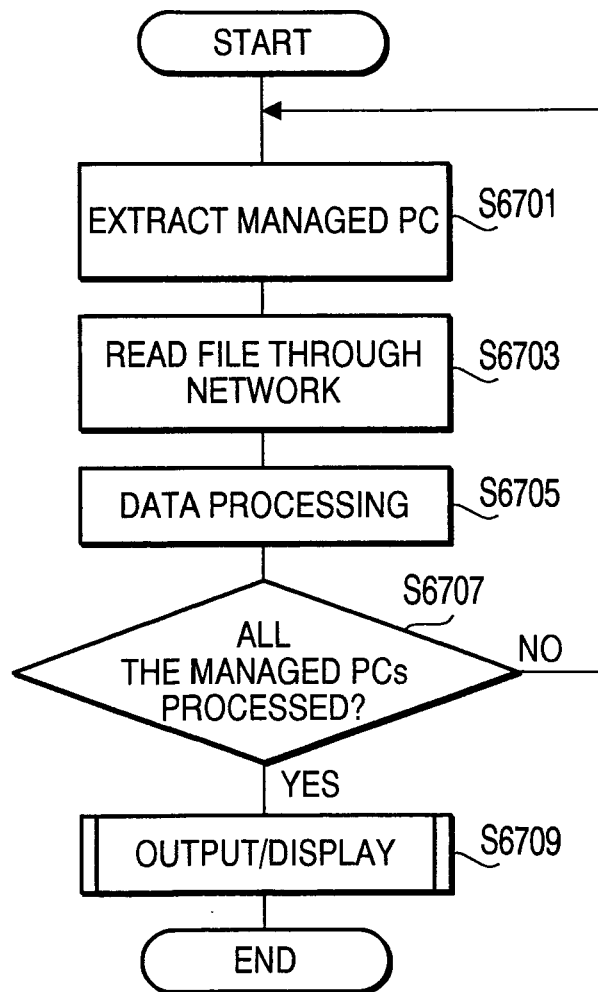 START
EXTRACT MANAGED PC
S6701
READ FILE THROUGH
NETWORK
S6703
DATA PROCESSING
S6705
S6707
ALL
THE MANAGED PCs
PROCESSED?
NO
YES
OUTPUT/DISPLAY
S6709
END